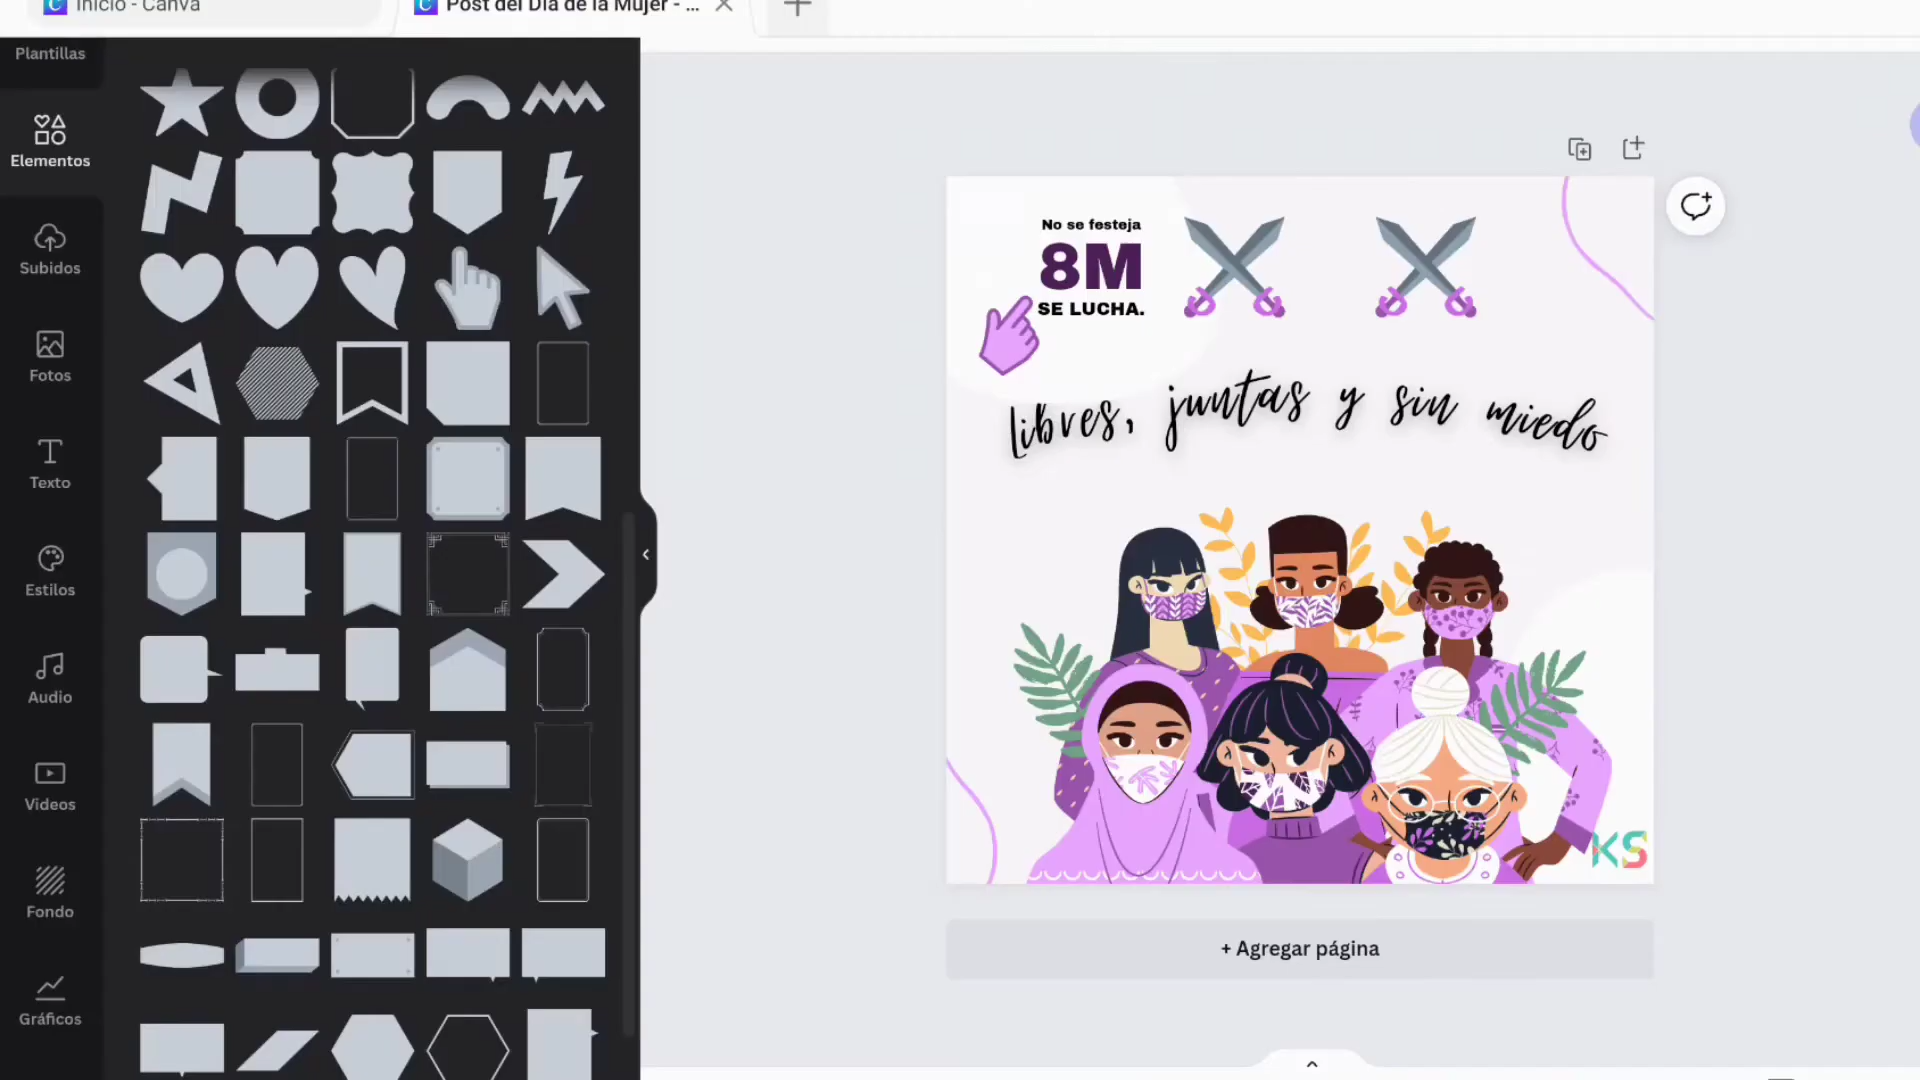 Inicio - Canva
Post del Día de la Mujer - ...
Plantillas
Elementos
Subidos
Fotos
Texto
Estilos
Audio
Videos
Fondo
Gráficos
No se festeja
8M
SE LUCHA.
libres, juntas y sin miedo
KS
+ Agregar página